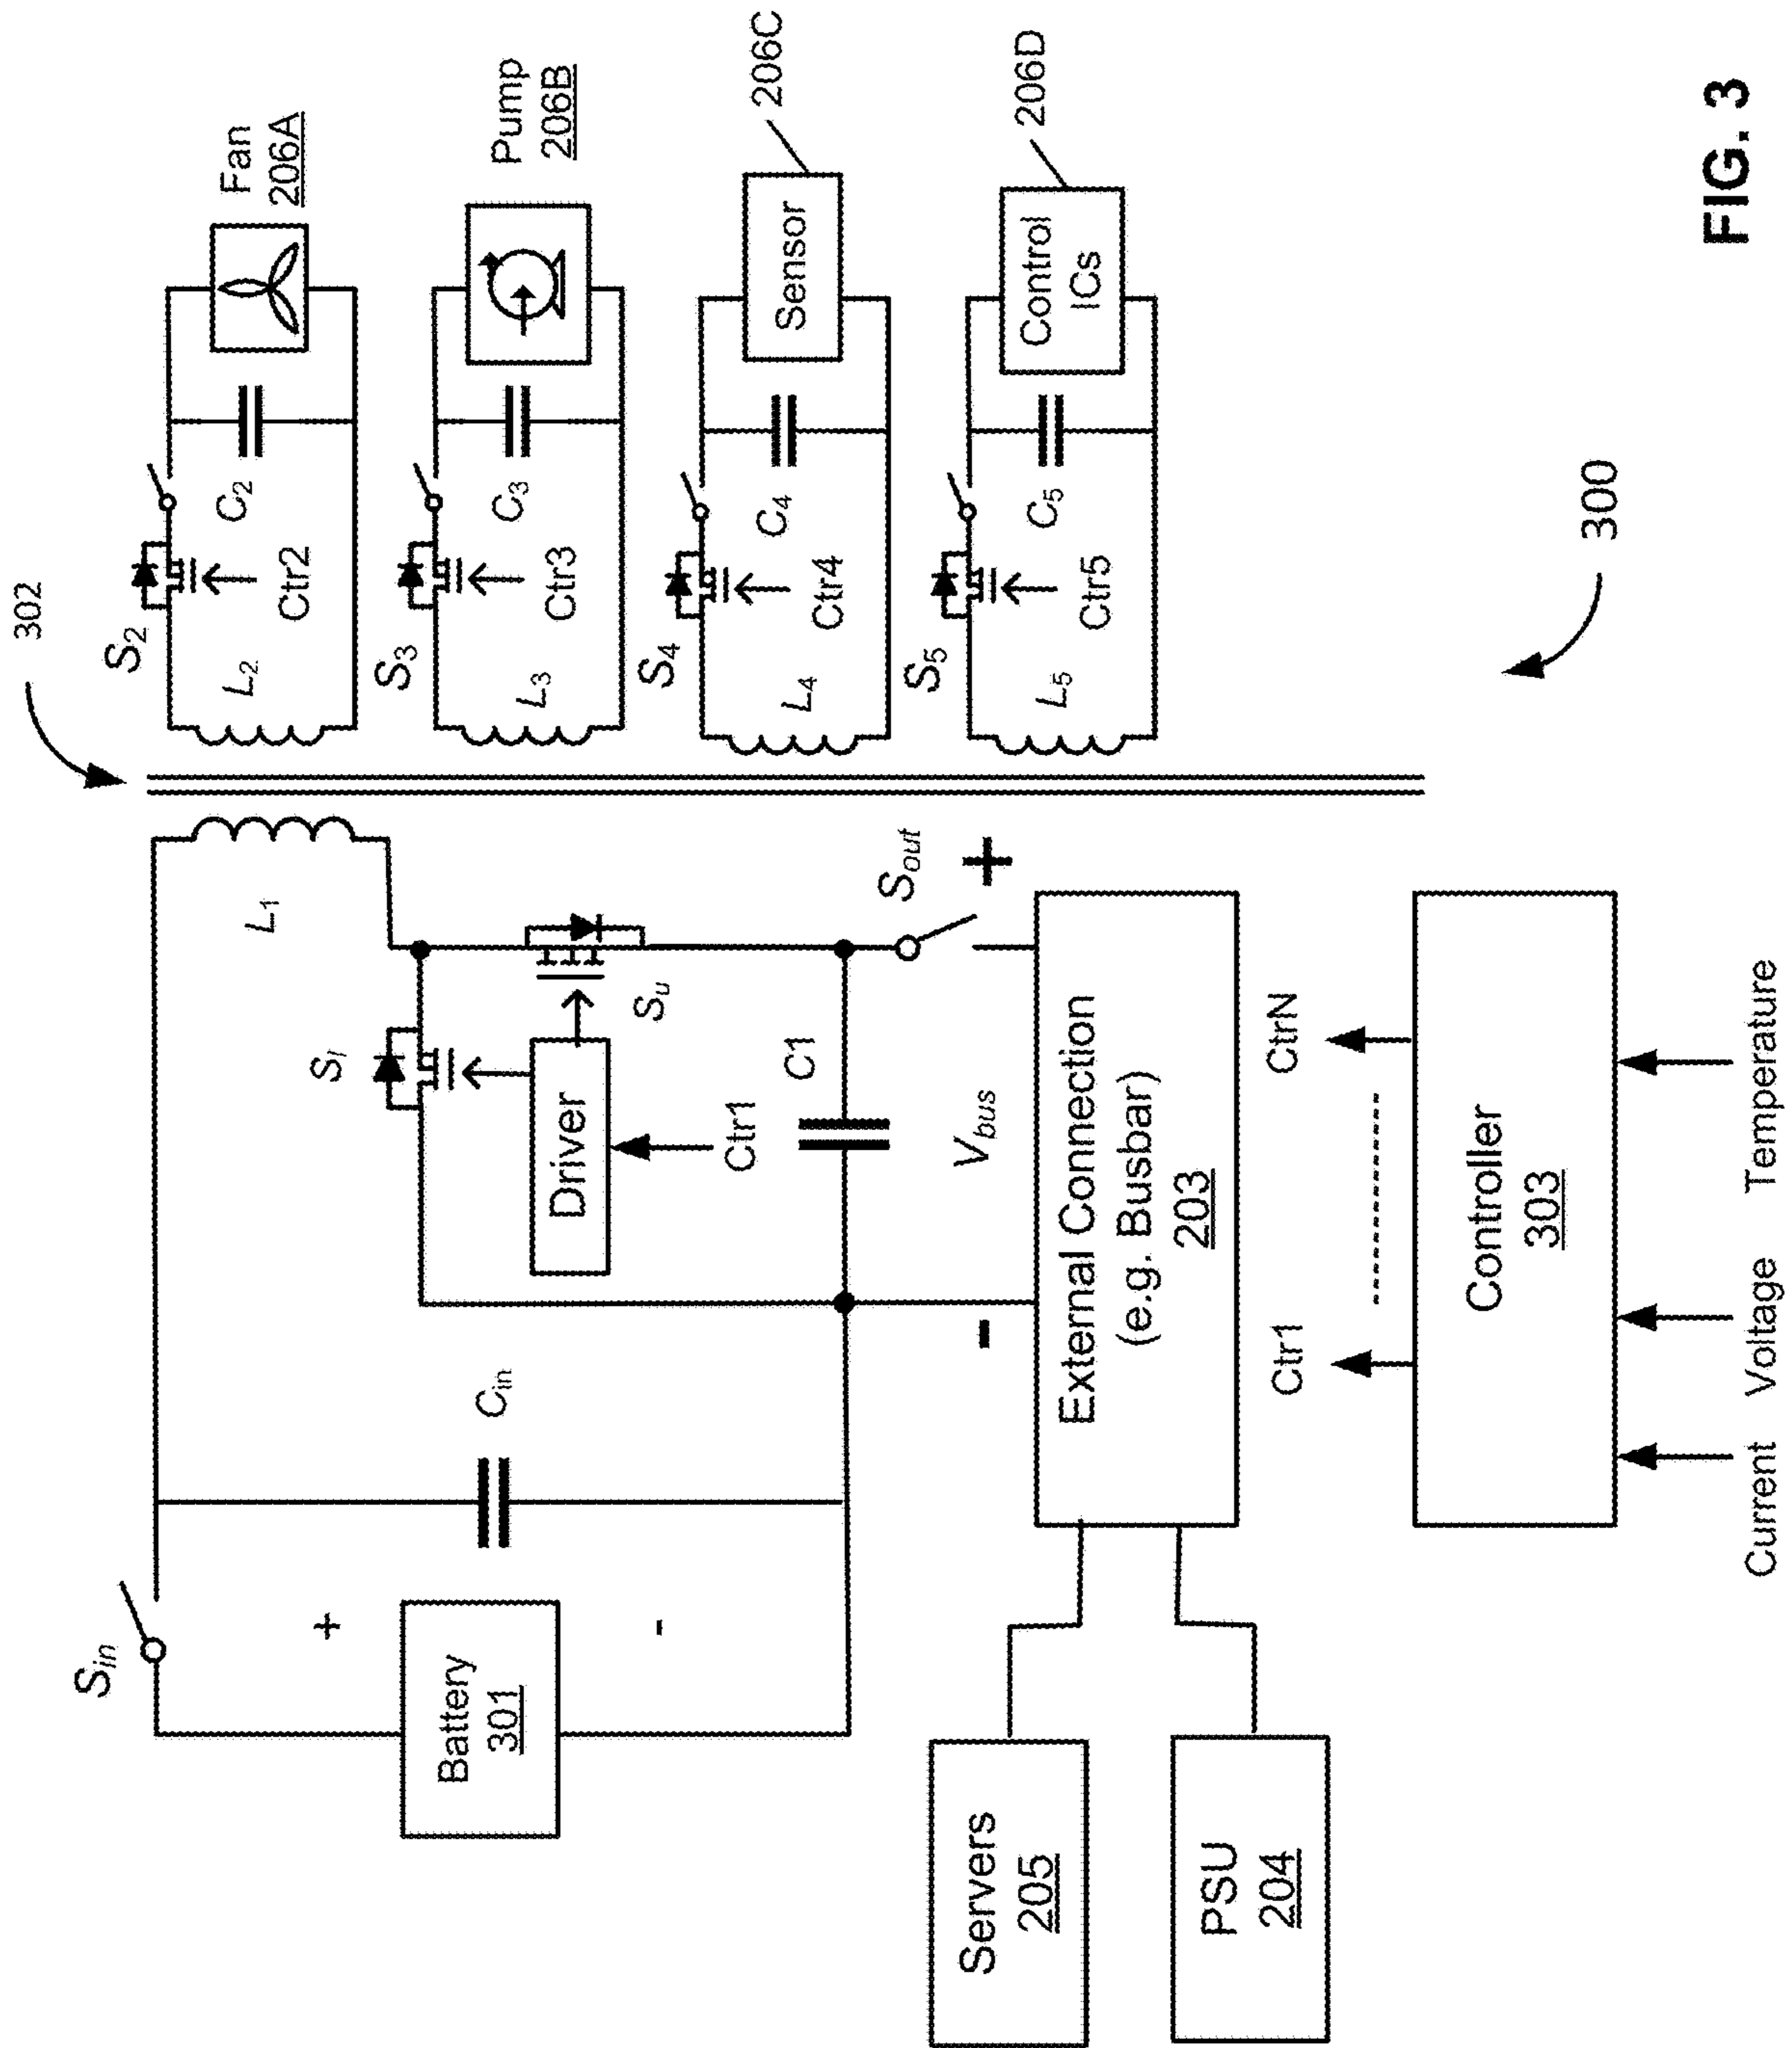 302
S2
L2
Ctr2
C2
Fan
206A
S3
L3
Ctr3
C3
Pump
206B
S4
L4
Ctr4
C4
Sensor
206C
S5
L5
Ctr5
C5
Control
ICs
206D
Sin
+
-
Battery
301
Cin
L1
Sl
Su
Driver
Ctr1
C1
Vbus
Sout
+
-
External Connection
(e.g. Busbar)
203
Servers
205
PSU
204
Ctr1
CtrN
Controller
303
Current
Voltage
Temperature
300
FIG. 3